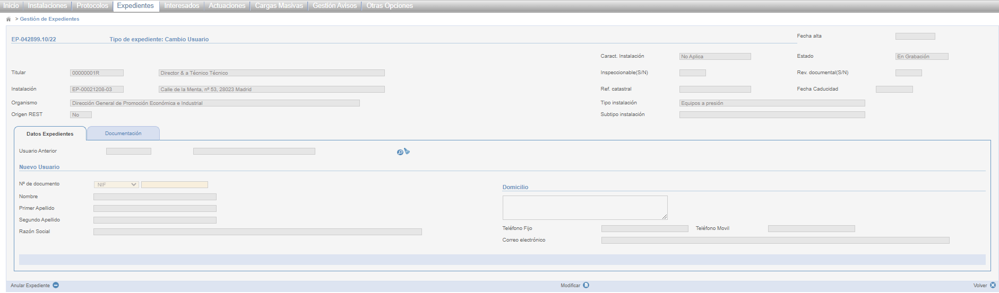 Inicio Instalaciones Protocolos Expedientes Interesados Actuaciones Cargas Masivas Gestión Avisos Otras Opciones
> Gestión de Expedientes
EP-042899.10/22 Tipo de expediente: Cambio Usuario Fecha alta
Caract. Instalación No Aplica Estado En Grabación
Titular 00000001R Director & a Técnico Técnico Inspeccionable(S/N) Rev. documental(S/N)
Instalación EP-00021208-03 Calle de la Menta, nº 53, 28023 Madrid Ref. catastral Fecha Caducidad
Organismo Dirección General de Promoción Económica e Industrial Tipo instalación Equipos a presión
Origen REST No Subtipo instalación
Datos Expedientes Documentación
Usuario Anterior
Nuevo Usuario
Nº de documento NIF
Domicilio
Nombre
Primer Apellido
Segundo Apellido
Razón Social
Teléfono Fijo Teléfono Movil
Correo electrónico
Anular Expediente Modificar Volver